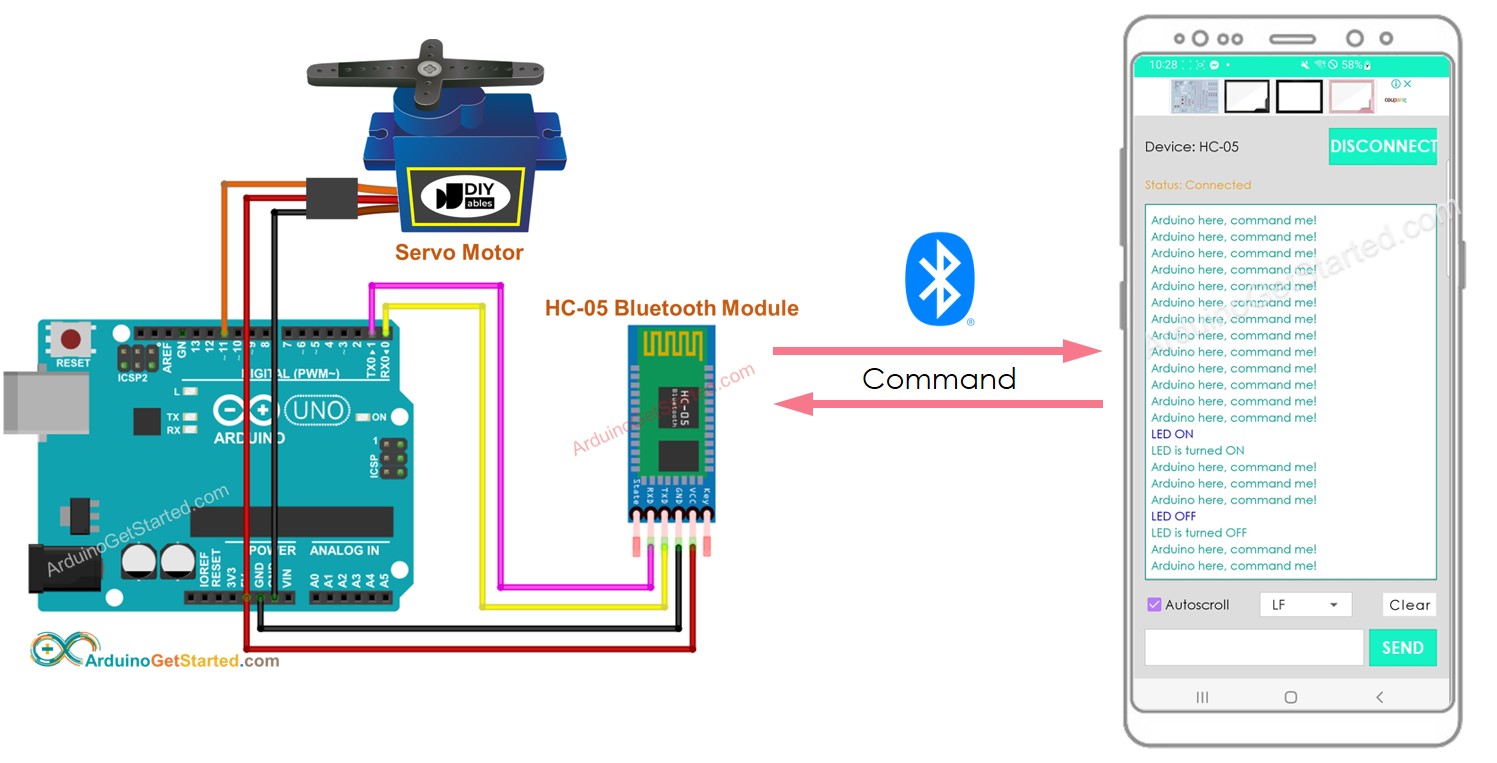 DIY
ables
Servo Motor
HC-05 Bluetooth Module
RESET
ICSP2
AREF
GN
13
12
~11
~10
~9
8
7
~6
~5
4
~3
2
TX0▸1
RX0◂0
DIGITAL (PWM~)
L
TX
RX
UNO
ON
ARDUINO
1
ICSP
POWER
ANALOG IN
IOREF
RESET
3V3
GND
VIN
A0
A1
A2
A3
A4
A5
ArduinoGetStarted.com
ArduinoGetStarted.com
HC-05
Bluetooth
State
RXD
TXD
GND
VCC
Key
ArduinoGetStarted.com
®
Command
10:28
58%
coupang
Device: HC-05
DISCONNECT
Status: Connected
Arduino here, command me!
Arduino here, command me!
Arduino here, command me!
Arduino here, command me!
Arduino here, command me!
Arduino here, command me!
Arduino here, command me!
Arduino here, command me!
Arduino here, command me!
Arduino here, command me!
Arduino here, command me!
Arduino here, command me!
Arduino here, command me!
LED ON
LED is turned ON
Arduino here, command me!
Arduino here, command me!
Arduino here, command me!
LED OFF
LED is turned OFF
Arduino here, command me!
Arduino here, command me!
ArduinoGetStarted.com
Autoscroll
LF
Clear
SEND